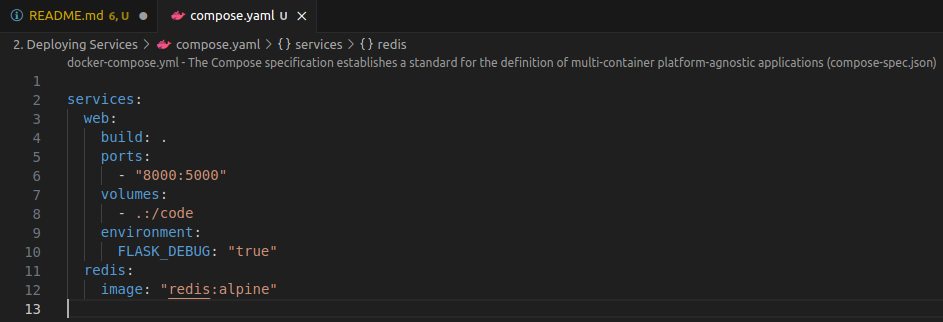 README.md 6, U ● compose.yaml U ×
2. Deploying Services > compose.yaml > {} services > {} redis
docker-compose.yml - The Compose specification establishes a standard for the definition of multi-container platform-agnostic applications (compose-spec.json)
1
2 services:
3   web:
4     build: .
5     ports:
6       - "8000:5000"
7     volumes:
8       - .:/code
9     environment:
10       FLASK_DEBUG: "true"
11   redis:
12     image: "redis:alpine"
13